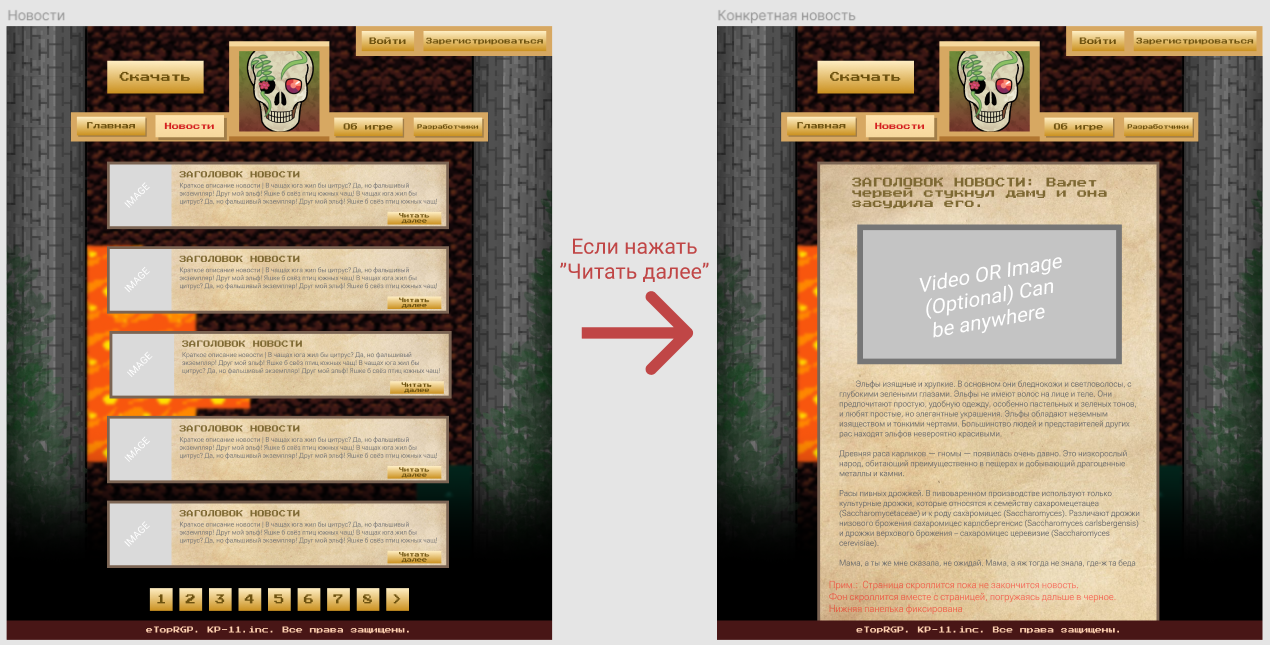 Новости
Войти
Зарегистрироваться
Скачать
Главная
Новости
Об игре
Разработчики
IMAGE
ЗАГОЛОВОК НОВОСТИ
Краткое описание новости | В чащах юга жил бы цитрус? Да, но фальшивый
экземпляр! Друг мой эльф! Яшке б свёз птиц южных чащ! В чащах юга жил бы
цитрус? Да, но фальшивый экземпляр! Друг мой эльф! Яшке б свёз птиц южных чащ!
Читать
далее
IMAGE
ЗАГОЛОВОК НОВОСТИ
Краткое описание новости | В чащах юга жил бы цитрус? Да, но фальшивый
экземпляр! Друг мой эльф! Яшке б свёз птиц южных чащ! В чащах юга жил бы
цитрус? Да, но фальшивый экземпляр! Друг мой эльф! Яшке б свёз птиц южных чащ!
Читать
далее
IMAGE
ЗАГОЛОВОК НОВОСТИ
Краткое описание новости | В чащах юга жил бы цитрус? Да, но фальшивый
экземпляр! Друг мой эльф! Яшке б свёз птиц южных чащ! В чащах юга жил бы
цитрус? Да, но фальшивый экземпляр! Друг мой эльф! Яшке б свёз птиц южных чащ!
Читать
далее
IMAGE
ЗАГОЛОВОК НОВОСТИ
Краткое описание новости | В чащах юга жил бы цитрус? Да, но фальшивый
экземпляр! Друг мой эльф! Яшке б свёз птиц южных чащ! В чащах юга жил бы
цитрус? Да, но фальшивый экземпляр! Друг мой эльф! Яшке б свёз птиц южных чащ!
Читать
далее
IMAGE
ЗАГОЛОВОК НОВОСТИ
Краткое описание новости | В чащах юга жил бы цитрус? Да, но фальшивый
экземпляр! Друг мой эльф! Яшке б свёз птиц южных чащ! В чащах юга жил бы
цитрус? Да, но фальшивый экземпляр! Друг мой эльф! Яшке б свёз птиц южных чащ!
Читать
далее
1 2 3 4 5 6 7 8 >
eTopRGP. KP-11.inc. Все права защищены.
Если нажать
"Читать далее"
Конкретная новость
Войти
Зарегистрироваться
Скачать
Главная
Новости
Об игре
Разработчики
ЗАГОЛОВОК НОВОСТИ: Валет
червей стукнул даму и она
засудила его.
Video OR Image
(Optional) Can
be anywhere
Эльфы изящные и хрупкие. В основном они бледнокожи и светловолосы, с
глубокими зелеными глазами. Эльфы не имеют волос на лице и теле. Они
предпочитают простую, удобную одежду, особенно пастельных и зеленых тонов,
и любят простые, но элегантные украшения. Эльфы обладают неземным
изяществом и тонкими чертами. Большинство людей и представителей других
рас находят эльфов невероятно красивыми.
Древняя раса карликов — гномы — появилась очень давно. Это низкорослый
народ, обитающий преимущественно в пещерах и добывающий драгоценные
металлы и камни.
Расы пивных дрожжей. В пивоваренном производстве используют только
культурные дрожжи, которые относятся к семейству сахаромецетацеа
(Saccharomycetaceae) и к роду сахаромицес (Saccharomyces). Различают дрожжи
низового брожения сахаромицес карлсбергенсис (Saccharomyces carlsbergensis)
и дрожжи верхового брожения – сахаромицес церевизие (Saccharomyces
cerevisiae).
Мама, а ты же мне сказала, не ожидай. Мама, а яж тогда не знала, где-ж та беда
Прим.: Страница скроллится пока не закончится новость.
Фон скроллится вместе с страницей, погружаясь дальше в черное.
Нижняя панелька фиксирована
eTopRGP. KP-11.inc. Все права защищены.